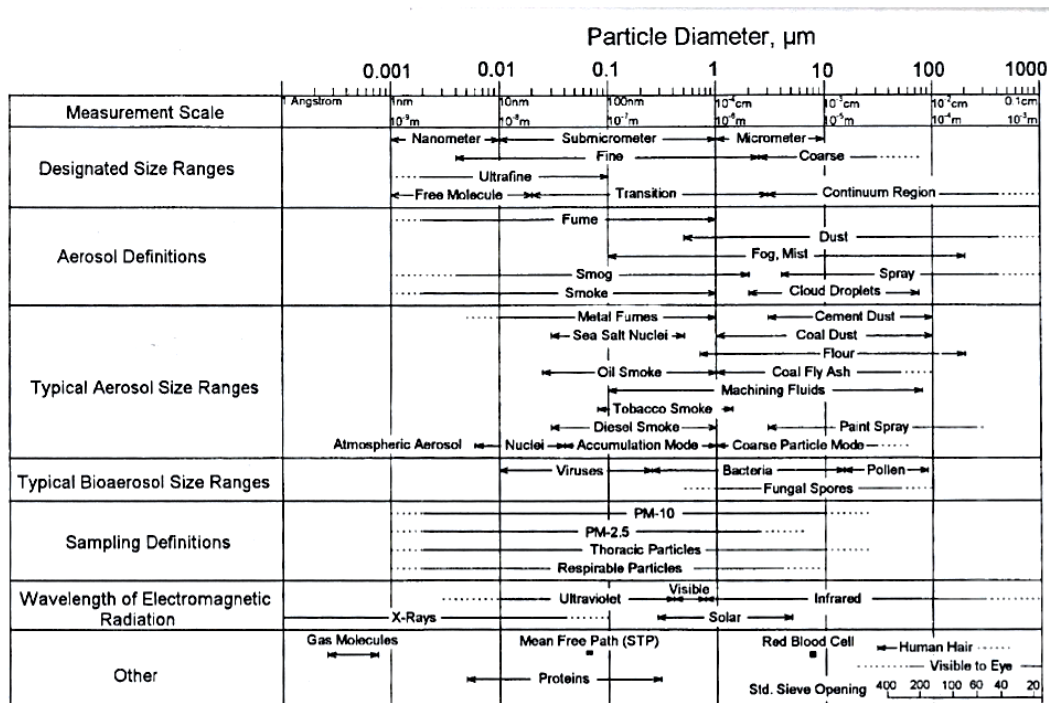 Particle Diameter, µm
0.001 0.01 0.1 1 10 100 1000
Measurement Scale
1 Angstrom 1nm 10nm 100nm 10⁻⁴cm 10⁻³cm 10⁻²cm 0.1cm
10⁻⁹m 10⁻⁸m 10⁻⁷m 10⁻⁶m 10⁻⁵m 10⁻⁴m 10⁻³m
Designated Size Ranges
Nanometer Submicrometer Micrometer
Fine Coarse
Ultrafine
Free Molecule Transition Continuum Region
Aerosol Definitions
Fume
Dust
Fog, Mist
Smog Spray
Smoke Cloud Droplets
Typical Aerosol Size Ranges
Metal Fumes Cement Dust
Sea Salt Nuclei Coal Dust
Flour
Oil Smoke Coal Fly Ash
Machining Fluids
Tobacco Smoke
Diesel Smoke Paint Spray
Atmospheric Aerosol Nuclei Accumulation Mode Coarse Particle Mode
Typical Bioaerosol Size Ranges
Viruses Bacteria Pollen
Fungal Spores
Sampling Definitions
PM-10
PM-2.5
Thoracic Particles
Respirable Particles
Wavelength of Electromagnetic
Radiation
Visible
Ultraviolet Infrared
X-Rays Solar
Other
Gas Molecules Mean Free Path (STP) Red Blood Cell Human Hair
Visible to Eye
Proteins Std. Sieve Opening 400 200 100 60 40 20